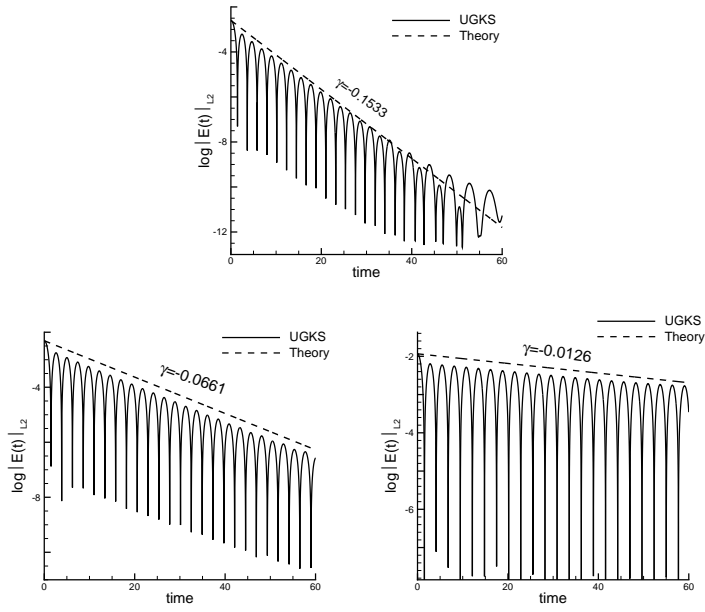 UGKS
Theory
-4
-8
-12
log | E(t) |L2
γ=-0.1533
0
20
40
60
time
UGKS
Theory
-4
-8
log | E(t) |L2
γ=-0.0661
0
20
40
60
time
UGKS
Theory
-2
-4
-6
log | E(t) |L2
γ=-0.0126
0
20
40
60
time